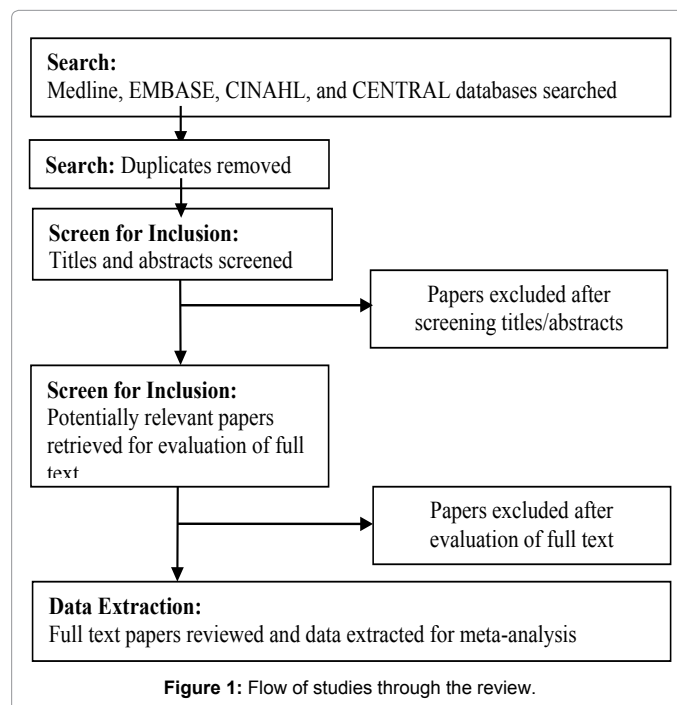 Search:
Medline, EMBASE, CINAHL, and CENTRAL databases searched
Search: Duplicates removed
Screen for Inclusion:
Titles and abstracts screened
Papers excluded after
screening titles/abstracts
Screen for Inclusion:
Potentially relevant papers
retrieved for evaluation of full
text
Papers excluded after
evaluation of full text
Data Extraction:
Full text papers reviewed and data extracted for meta-analysis
Figure 1: Flow of studies through the review.